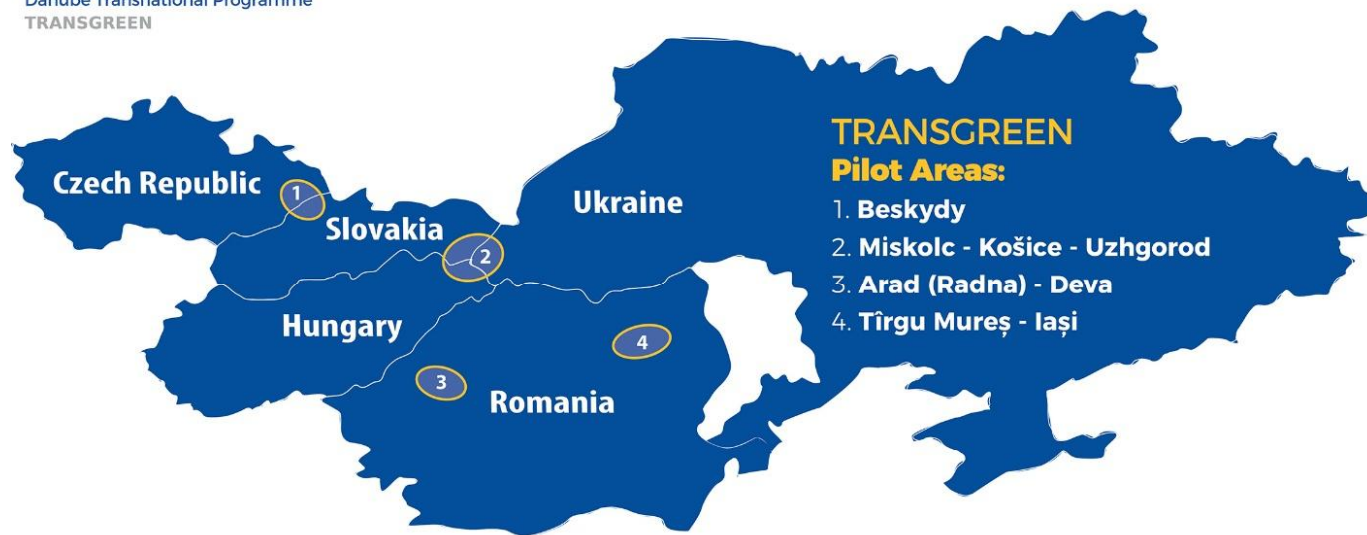 Danube Transnational Programme
TRANSGREEN
TRANSGREEN
Pilot Areas:
1. Beskydy
2. Miskolc - Košice - Uzhgorod
3. Arad (Radna) - Deva
4. Tîrgu Mureș - Iași
Czech Republic
1
Slovakia
2
Ukraine
Hungary
3
4
Romania